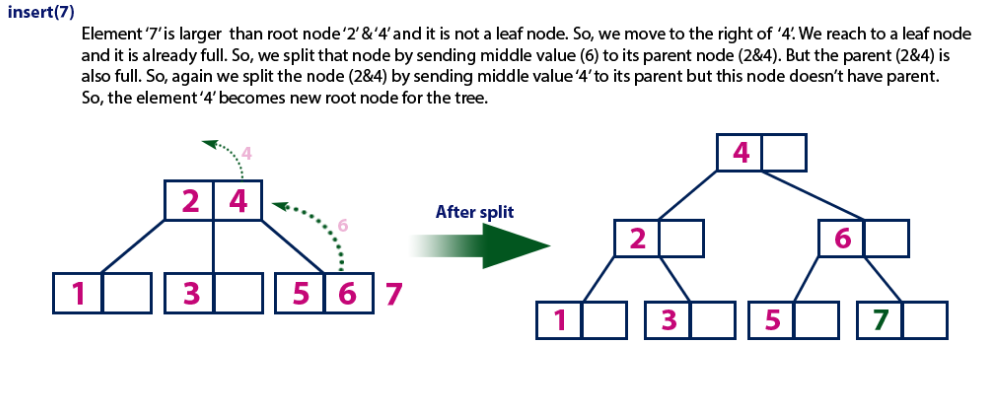 insert(7)
Element ‘7’ is larger than root node ‘2’ & ‘4’ and it is not a leaf node. So, we move to the right of ‘4’. We reach to a leaf node
and it is already full. So, we split that node by sending middle value (6) to its parent node (2&4). But the parent (2&4) is
also full. So, again we split the node (2&4) by sending middle value ‘4’ to its parent but this node doesn’t have parent.
So, the element ‘4’ becomes new root node for the tree.
4
2 4
6
1 3 5 6 7
After split
4
2 6
1 3 5 7